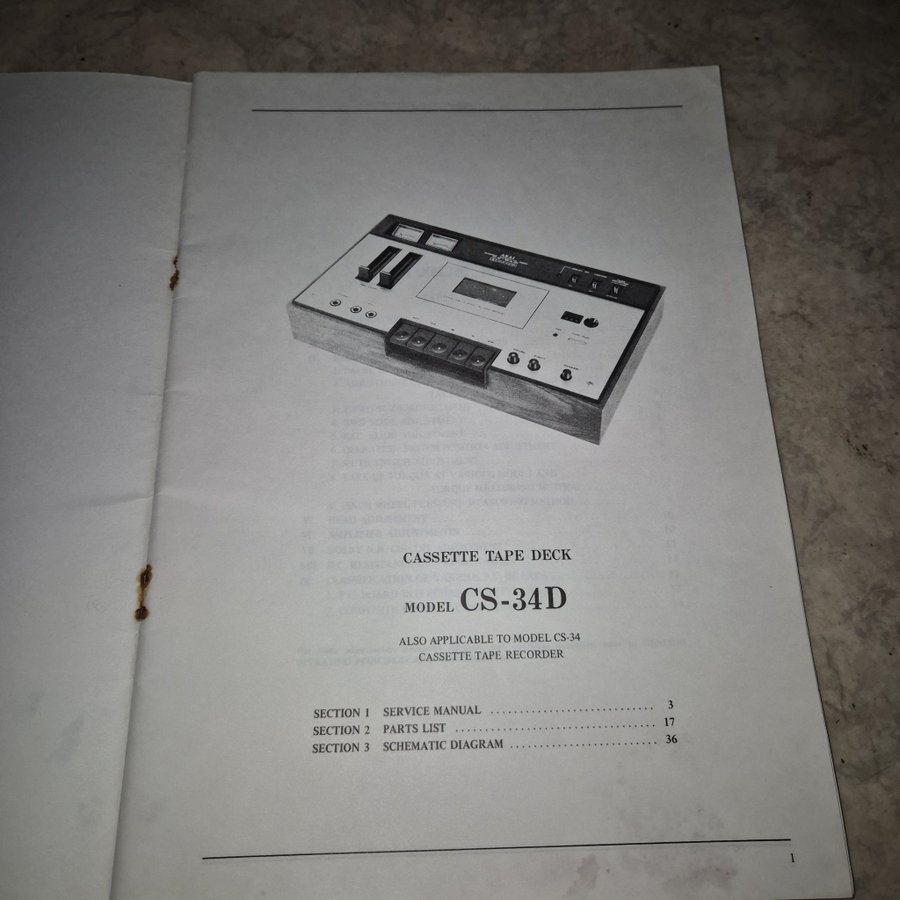 AKAI
CASSETTE TAPE DECK
MODEL CS-34D
ALSO APPLICABLE TO MODEL CS-34
CASSETTE TAPE RECORDER
SECTION 1 SERVICE MANUAL .......................... 3
SECTION 2 PARTS LIST ................................ 17
SECTION 3 SCHEMATIC DIAGRAM ........................ 36
1